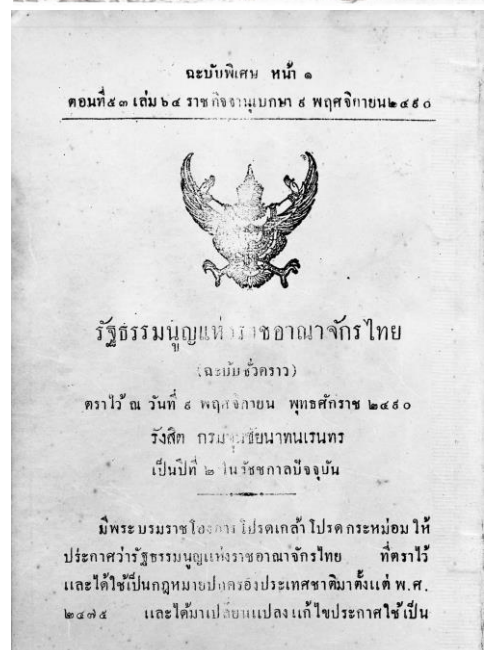 ฉะบับพิเศษ หน้า ๑
ตอนที่๕๓ เล่ม ๖๔ ราชกิจจานุเบกษา ๙ พฤศจิกายน๒๔๙๐
รัฐธรรมนูญแห่งราชอาณาจักรไทย
(ฉะบับชั่วคราว)
ตราไว้ ณ วันที่ ๙ พฤศจิกายน พุทธศักราช ๒๔๙๐
รังสิต กรมขุนชัยนาทนเรนทร
เป็นปีที่ ๒ ในรัชชกาลปัจจุบัน
มีพระบรมราชโองการ โปรดเกล้าโปรดกระหม่อม ให้
ประกาศว่ารัฐธรรมนูญแห่งราชอาณาจักรไทย ที่ตราไว้
และได้ใช้เป็นกฎหมายปกครองประเทศชาติมาตั้งแต่ พ.ศ.
๒๔๗๕ และได้มาเปลี่ยนแปลง แก้ไขประกาศใช้เป็น